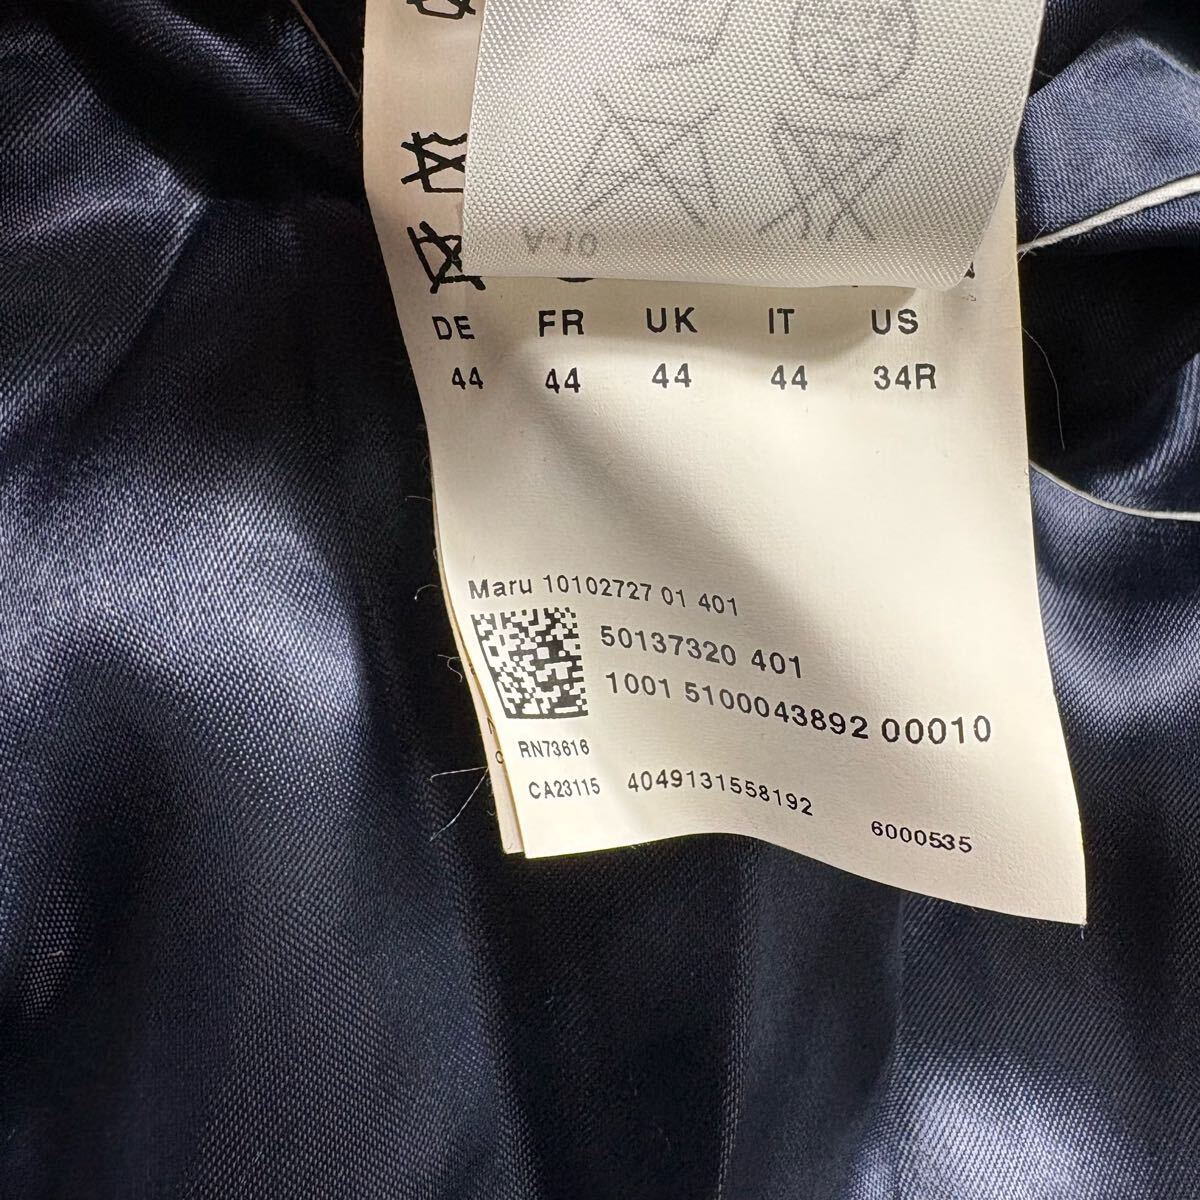 DE FR UK IT US
44 44 44 44 34R
Maru 10102727 01 401
50137320 401
1001 5100043892 00010
RN73616
CA23115 4049131558192 6000535